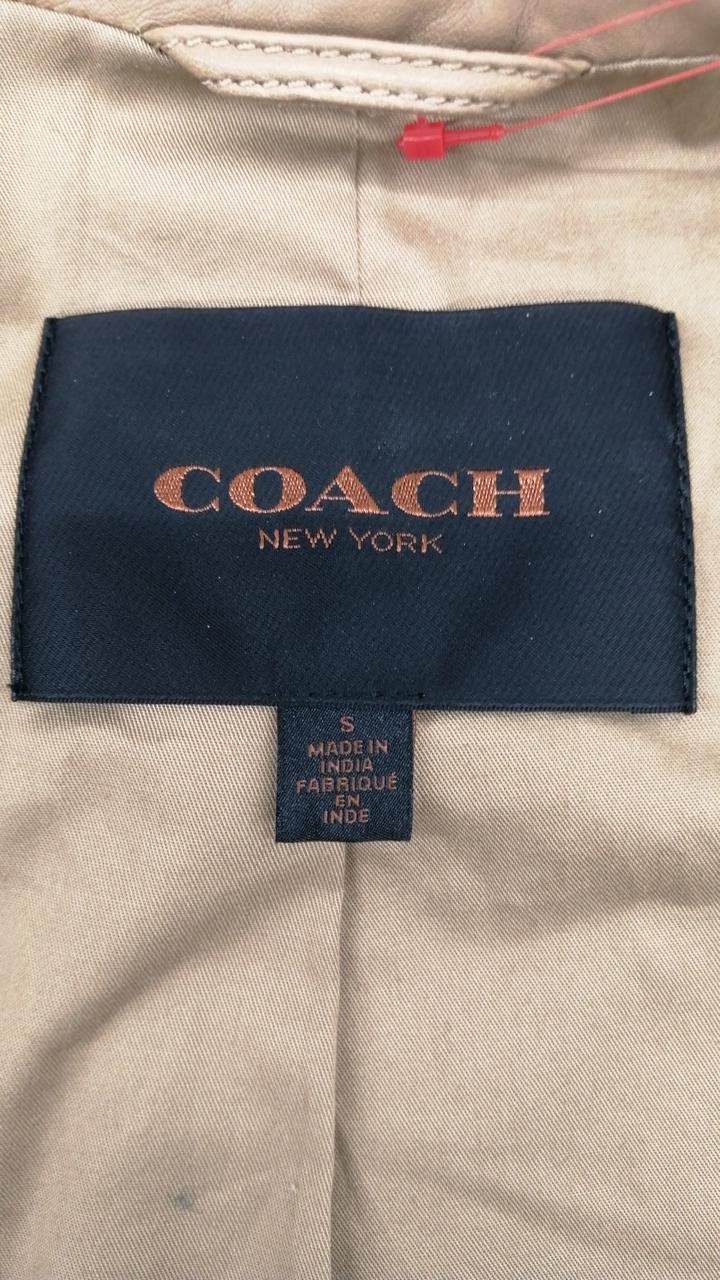 COACH
NEW YORK
S
MADE IN
INDIA
FABRIQUÉ
EN
INDE